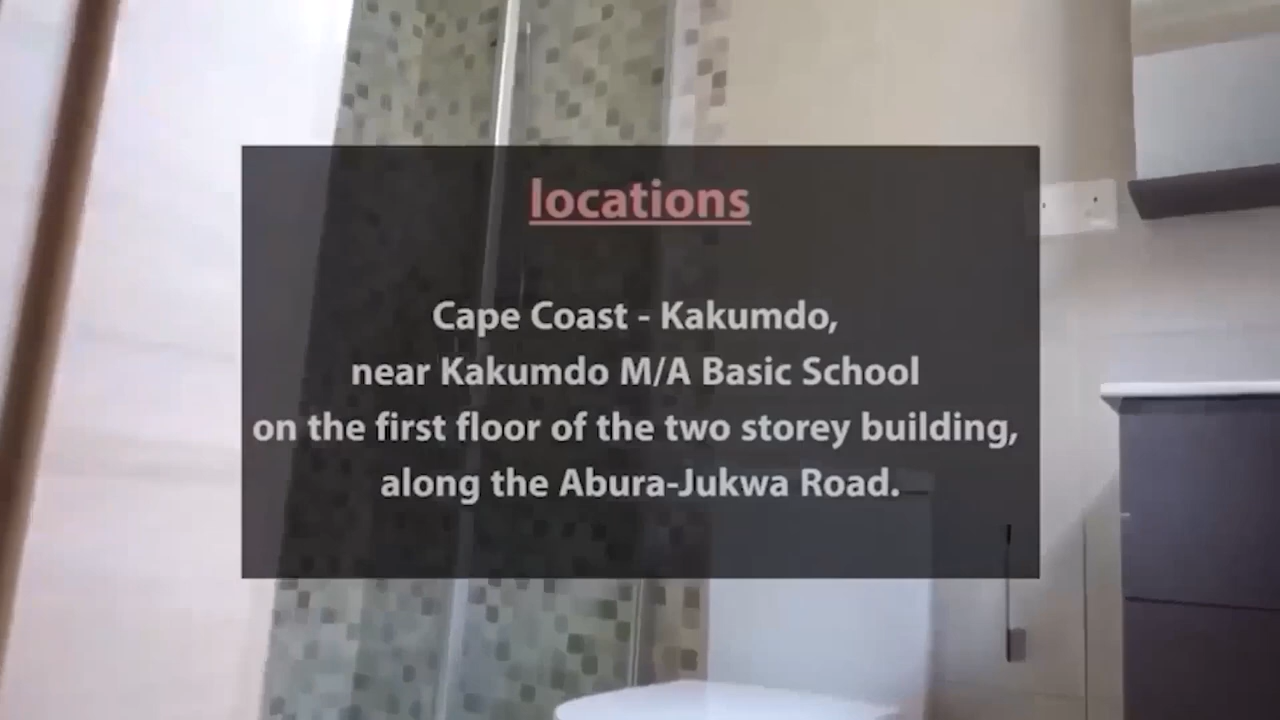 locations
Cape Coast - Kakumdo,
near Kakumdo M/A Basic School
on the first floor of the two storey building,
along the Abura-Jukwa Road.